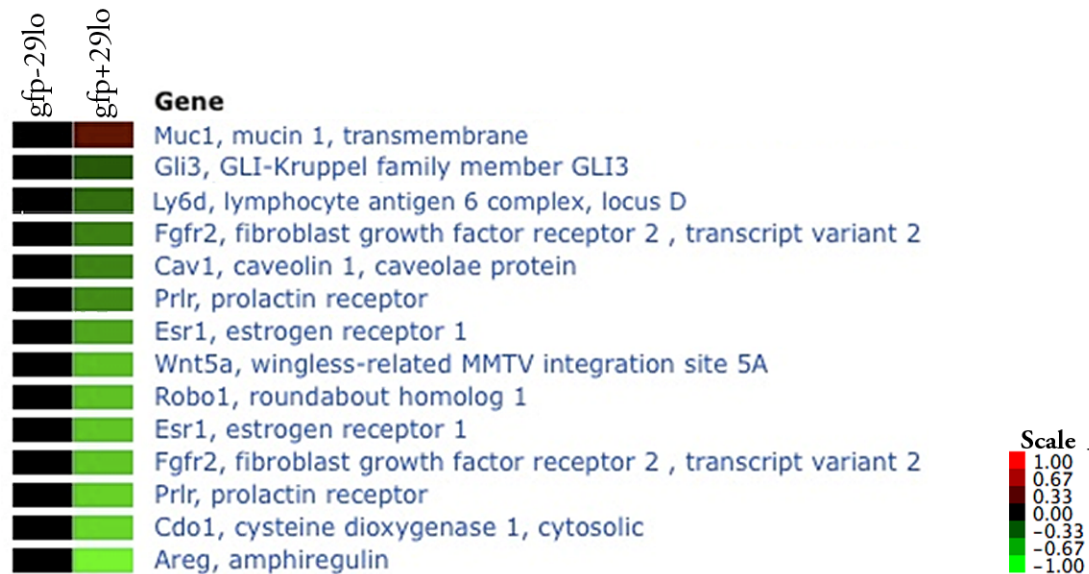 gfp-29lo
gfp+29lo
Gene
Muc1, mucin 1, transmembrane
Gli3, GLI-Kruppel family member GLI3
Ly6d, lymphocyte antigen 6 complex, locus D
Fgfr2, fibroblast growth factor receptor 2 , transcript variant 2
Cav1, caveolin 1, caveolae protein
Prlr, prolactin receptor
Esr1, estrogen receptor 1
Wnt5a, wingless-related MMTV integration site 5A
Robo1, roundabout homolog 1
Esr1, estrogen receptor 1
Fgfr2, fibroblast growth factor receptor 2 , transcript variant 2
Prlr, prolactin receptor
Cdo1, cysteine dioxygenase 1, cytosolic
Areg, amphiregulin
Scale
1.00
0.67
0.33
0.00
-0.33
-0.67
-1.00